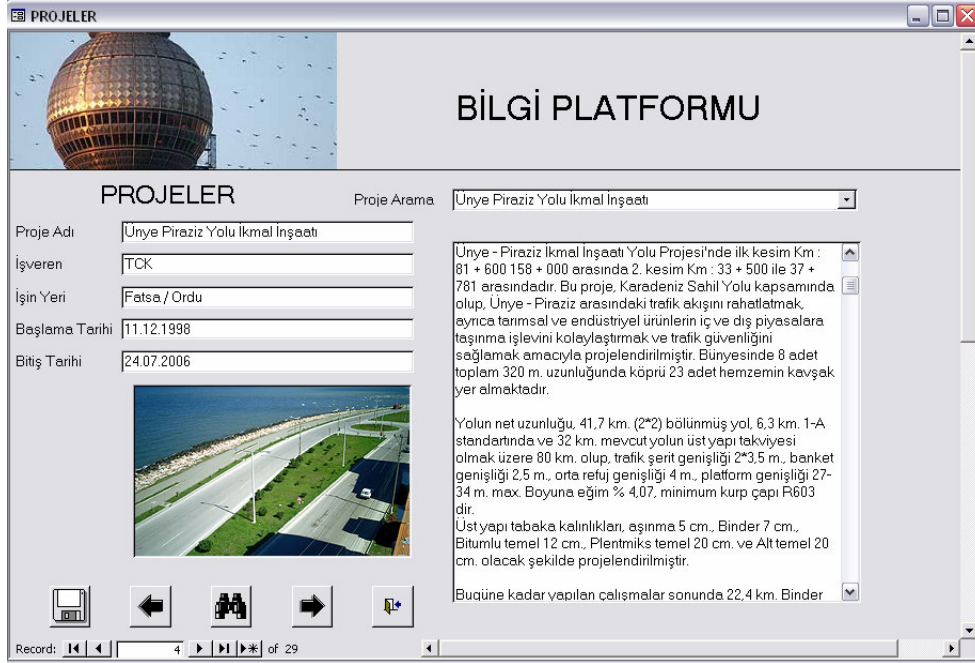 PROJELER
BİLGİ PLATFORMU
PROJELER
Proje Arama
Ünye Piraziz Yolu İkmal İnşaatı
Proje Adı
Ünye Piraziz Yolu İkmal İnşaatı
İşveren
TCK
İşin Yeri
Fatsa / Ordu
Başlama Tarihi
11.12.1998
Bitiş Tarihi
24.07.2006
Ünye - Piraziz İkmal İnşaatı Yolu Projesi'nde ilk kesim Km :
81 + 600 158 + 000 arasında 2. kesim Km : 33 + 500 ile 37 +
781 arasındadır. Bu proje, Karadeniz Sahil Yolu kapsamında
olup, Ünye - Piraziz arasındaki trafik akışını rahatlatmak,
ayrıca tarımsal ve endüstriyel ürünlerin iç ve dış piyasalara
taşınma işlevini kolaylaştırmak ve trafik güvenliğini
sağlamak amacıyla projelendirilmiştir. Bünyesinde 8 adet
toplam 320 m. uzunluğunda köprü 23 adet hemzemin kavşak
yer almaktadır.
Yolun net uzunluğu, 41,7 km. (2*2) bölünmüş yol, 6,3 km. 1-A
standartında ve 32 km. mevcut yolun üst yapı takviyesi
olmak üzere 80 km. olup, trafik şerit genişliği 2*3,5 m., banket
genişliği 2,5 m., orta refuj genişliği 4 m., platform genişliği 27-
34 m. max. Boyuna eğim % 4,07, minimum kurp çapı R603
dir.
Üst yapı tabaka kalınlıkları, aşınma 5 cm., Binder 7 cm.,
Bitumlu temel 12 cm., Plentmiks temel 20 cm. ve Alt temel 20
cm. olacak şekilde projelendirilmiştir.
Bugüne kadar yapılan çalışmalar sonunda 22,4 km. Binder
Record: 4 of 29